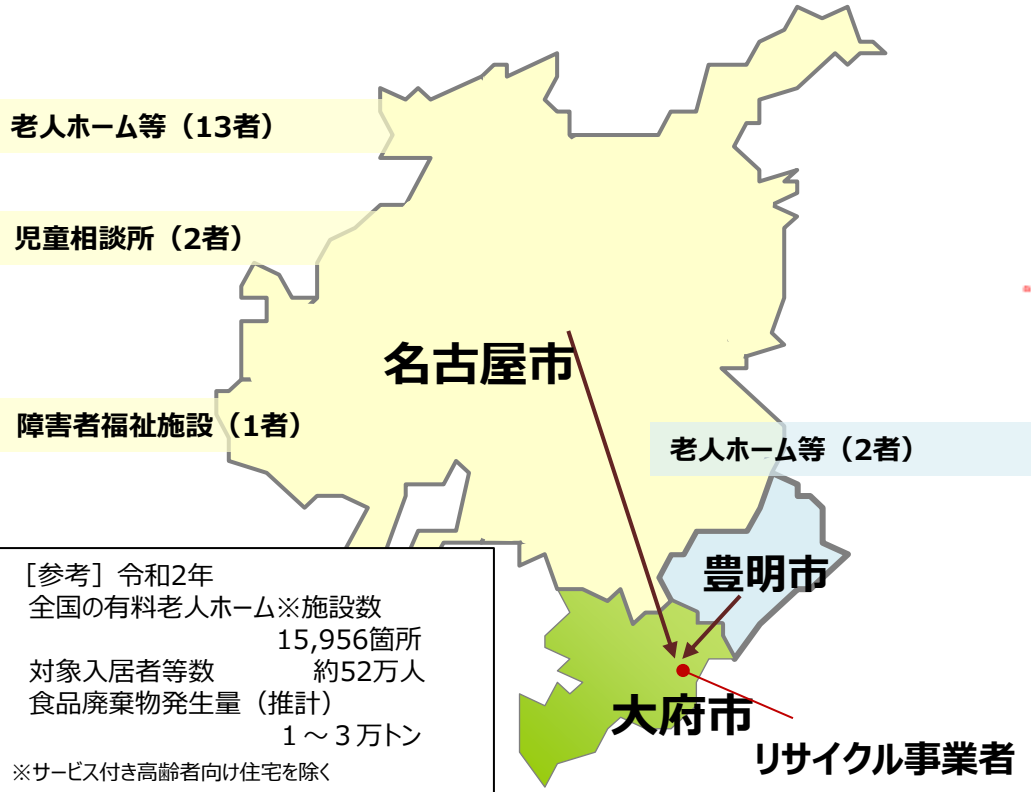 老人ホーム等（13者）
児童相談所（2者）
名古屋市
障害者福祉施設（1者）
老人ホーム等（2者）
豊明市
［参考］令和2年
全国の有料老人ホーム※施設数
15,956箇所
対象入居者等数 約52万人
食品廃棄物発生量（推計）
１～３万トン
※サービス付き高齢者向け住宅を除く
大府市
リサイクル事業者